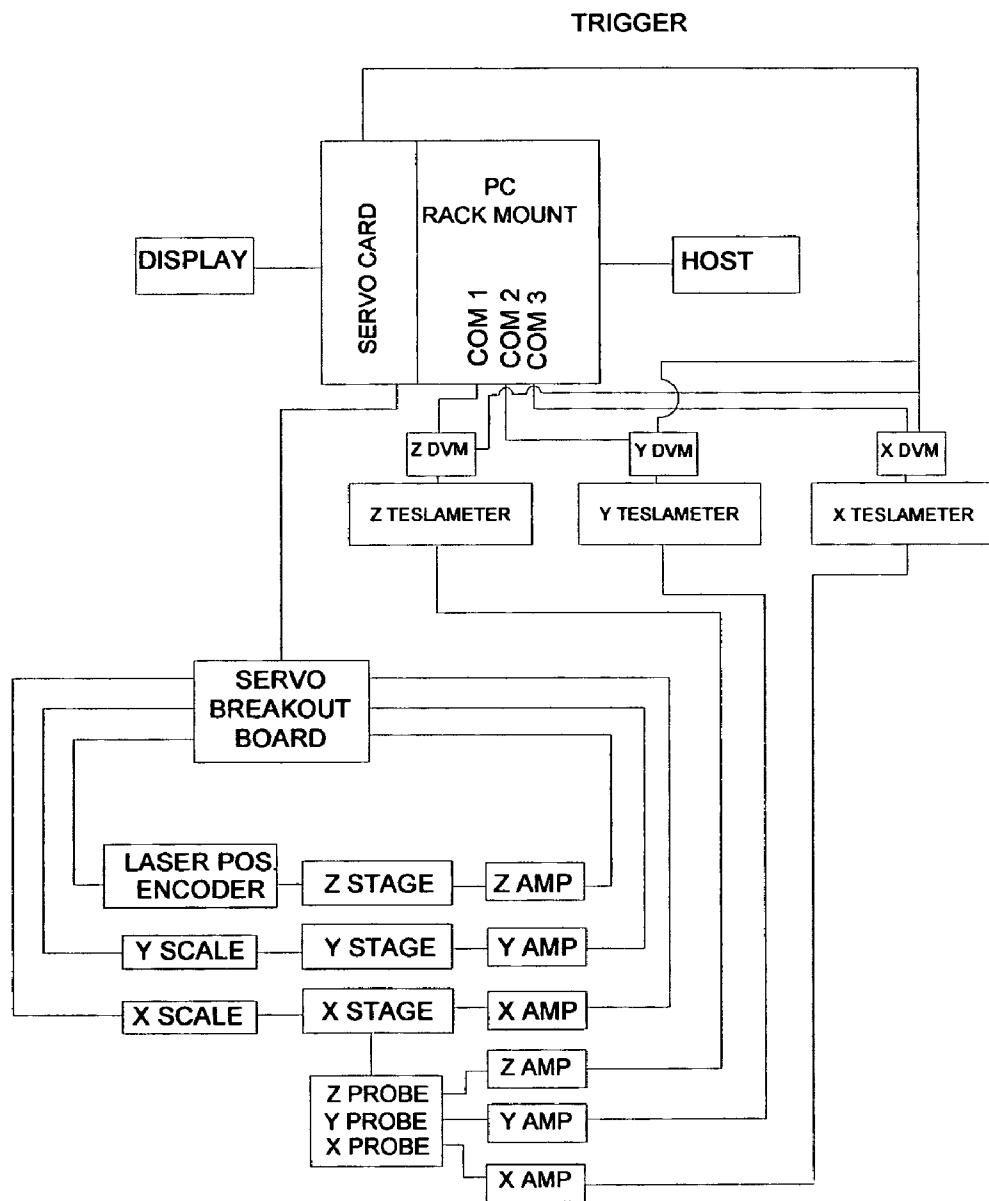 TRIGGER
SERVO CARD
PC
RACK MOUNT
DISPLAY
HOST
COM 1
COM 2
COM 3
Z DVM
Y DVM
X DVM
Z TESLAMETER
Y TESLAMETER
X TESLAMETER
SERVO
BREAKOUT
BOARD
LASER POS.
ENCODER
Z STAGE
Z AMP
Y SCALE
Y STAGE
Y AMP
X SCALE
X STAGE
X AMP
Z PROBE
Y PROBE
X PROBE
Z AMP
Y AMP
X AMP